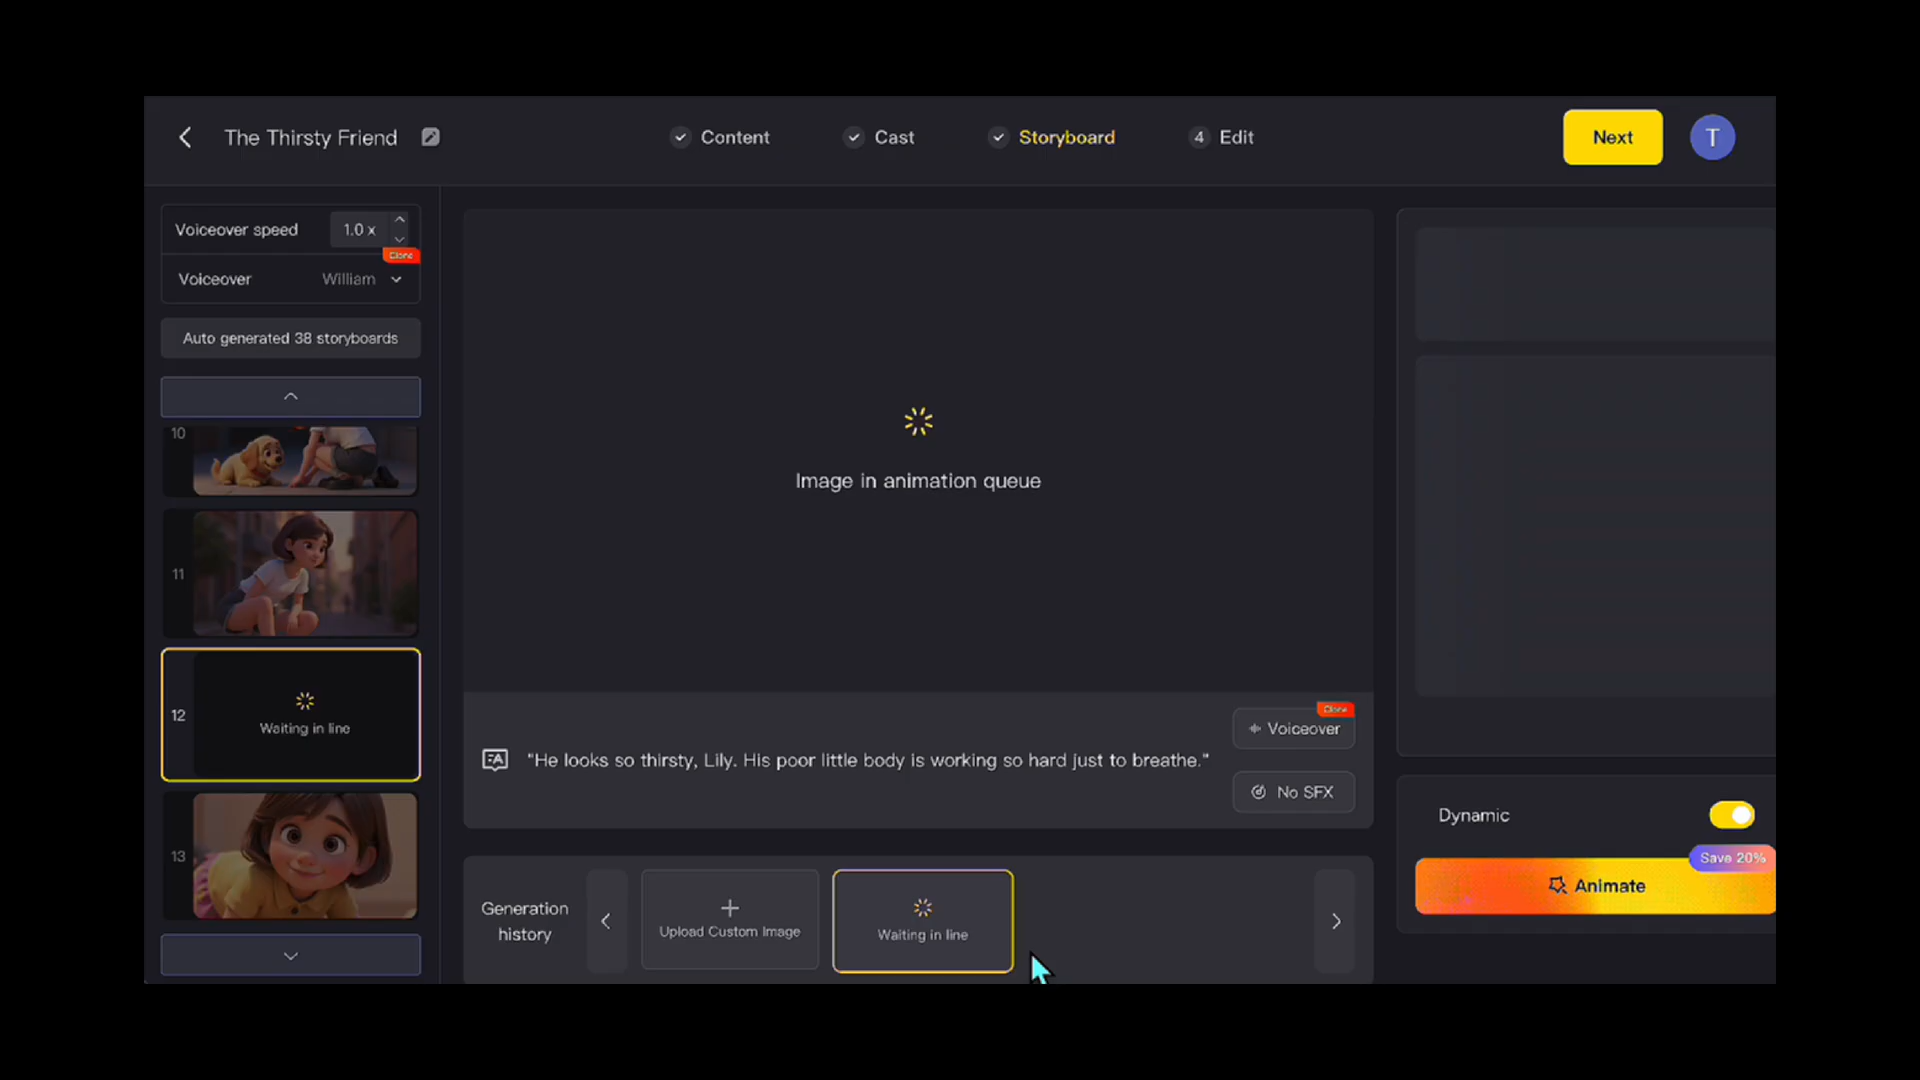 The Thirsty Friend
Content
Cast
Storyboard
4 Edit
Next
T
Voiceover speed 1.0 x
Clone
Voiceover William
Auto generated 38 storyboards
10
11
12
Waiting in line
13
Image in animation queue
"He looks so thirsty, Lily. His poor little body is working so hard just to breathe."
Clone
Voiceover
No SFX
Generation
history
Upload Custom Image
Waiting in line
Dynamic
Save 20%
Animate